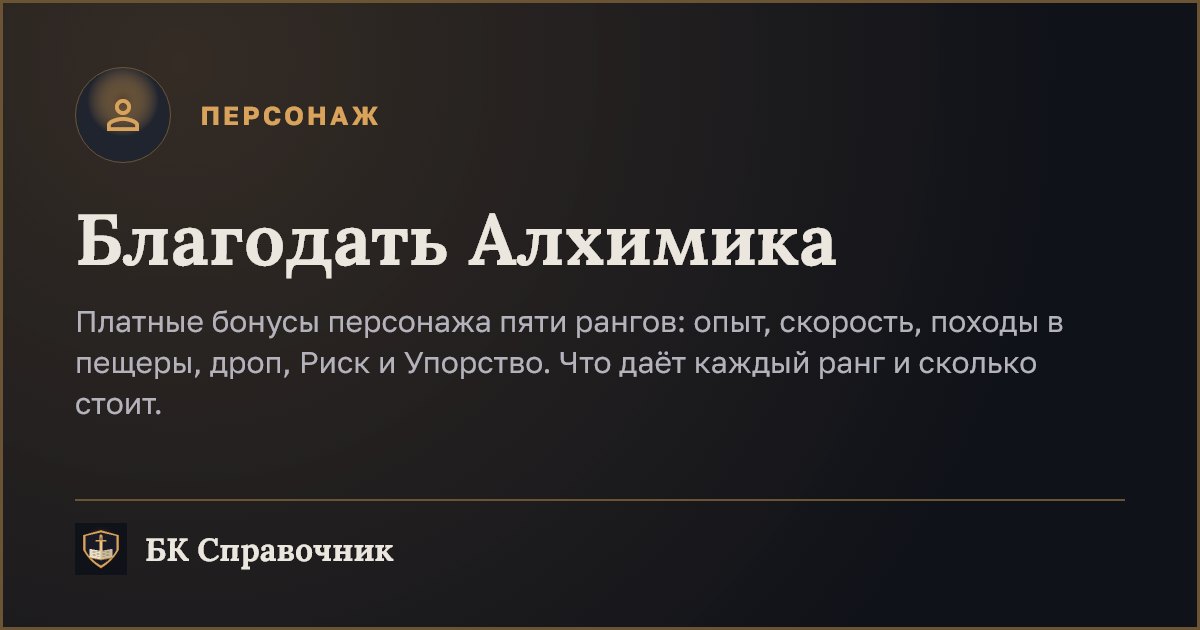 ПЕРСОНАЖ
Благодать Алхимика
Платные бонусы персонажа пяти рангов: опыт, скорость, походы в
пещеры, дроп, Риск и Упорство. Что даёт каждый ранг и сколько
стоит.
БК Справочник